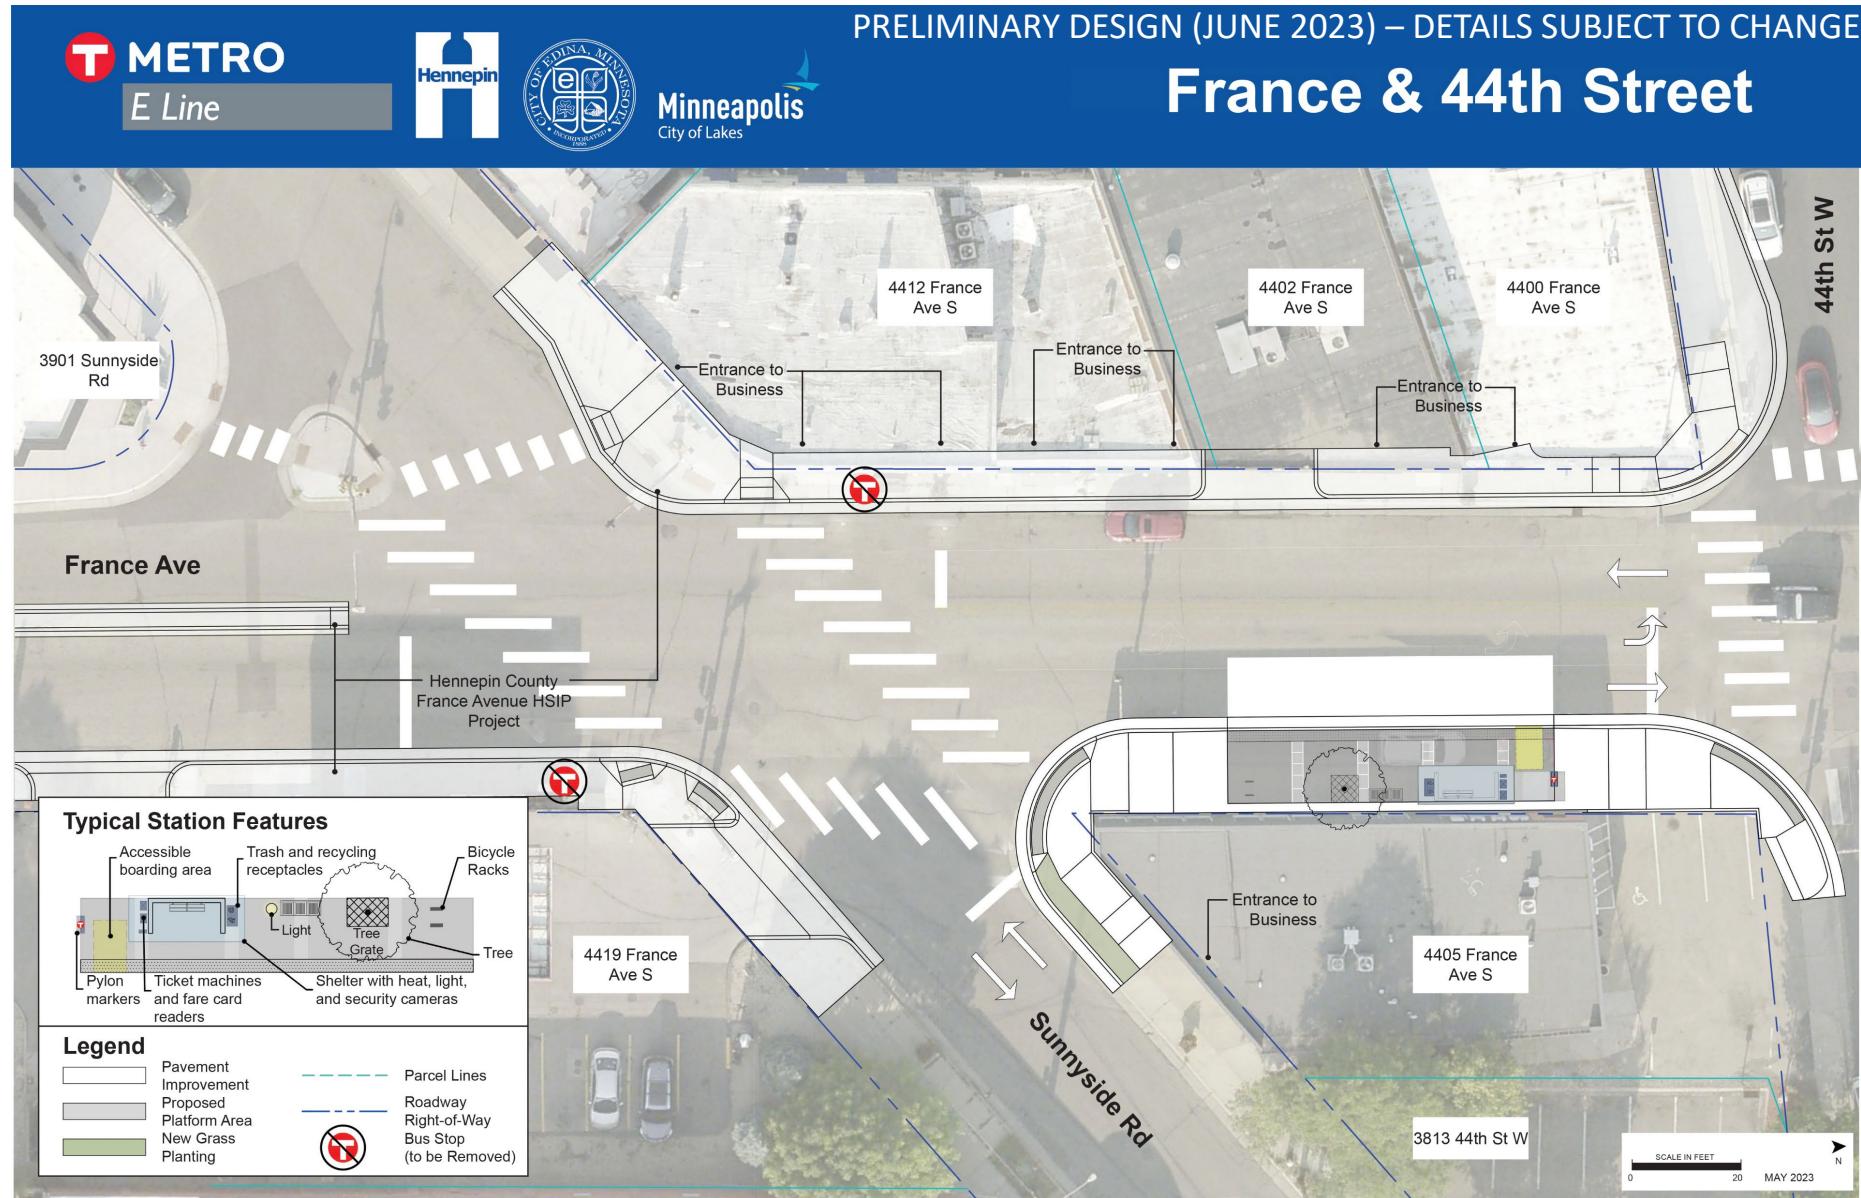 PRELIMINARY DESIGN (JUNE 2023) – DETAILS SUBJECT TO CHANGE
T METRO
E Line
Hennepin
CITY OF EDINA, MINNESOTA
e
INCORPORATED
1888
Minneapolis
City of Lakes
France & 44th Street
44th St W
4412 France
Ave S
4402 France
Ave S
4400 France
Ave S
3901 Sunnyside
Rd
Entrance to
Business
Entrance to
Business
Entrance to
Business
T
France Ave
Hennepin County
France Avenue HSIP
Project
T
T
Entrance to
Business
4419 France
Ave S
4405 France
Ave S
Sunnyside Rd
3813 44th St W
Typical Station Features
Accessible
boarding area
Trash and recycling
receptacles
Bicycle
Racks
T
Light
Tree
Grate
Tree
Pylon
markers
Ticket machines
and fare card
readers
Shelter with heat, light,
and security cameras
Legend
Pavement
Improvement
Proposed
Platform Area
New Grass
Planting
Parcel Lines
Roadway
Right-of-Way
T
Bus Stop
(to be Removed)
SCALE IN FEET
0 20
MAY 2023
N